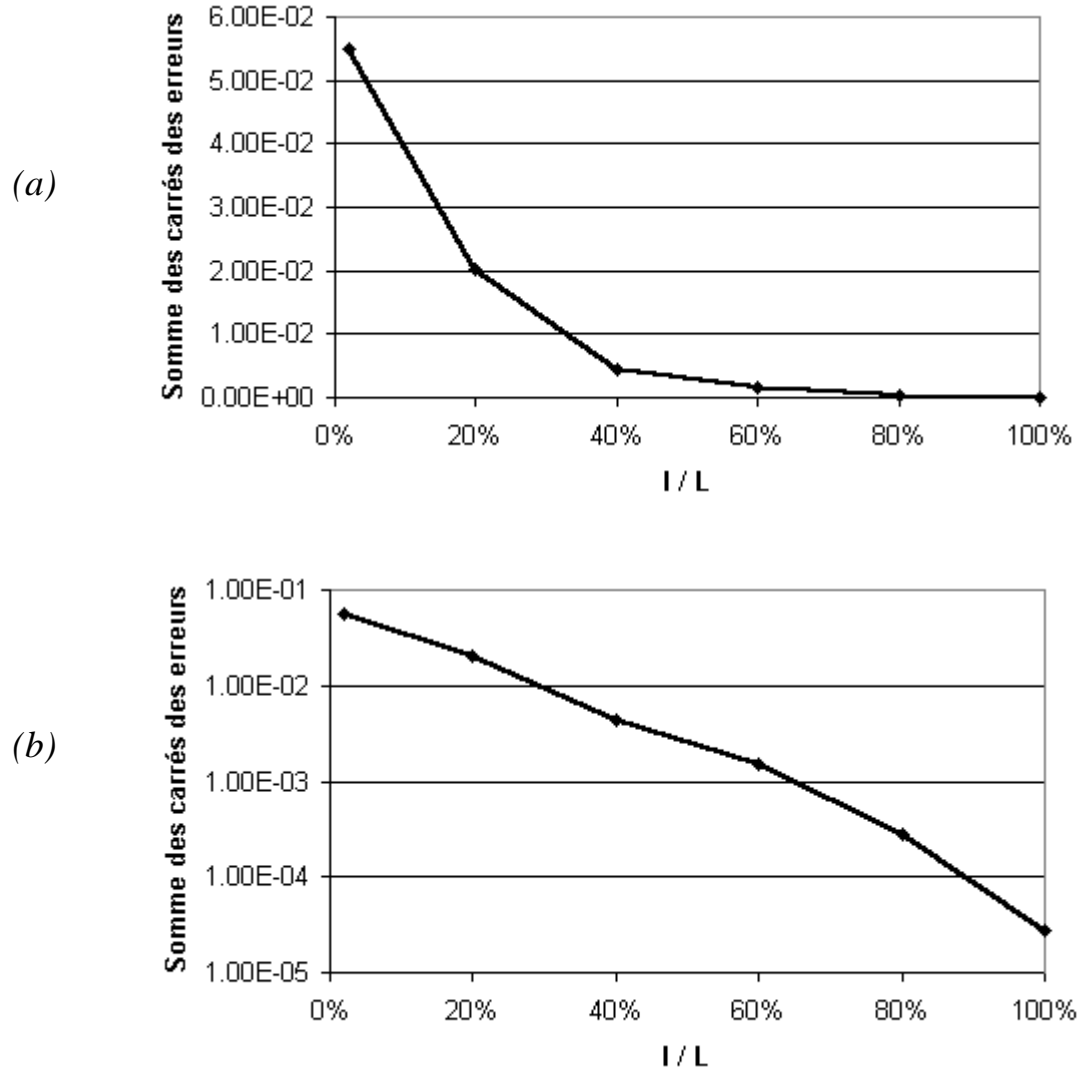 (a)
Somme des carrés des erreurs
6.00E-02
5.00E-02
4.00E-02
3.00E-02
2.00E-02
1.00E-02
0.00E+00
0% 20% 40% 60% 80% 100%
l / L
(b)
Somme des carrés des erreurs
1.00E-01
1.00E-02
1.00E-03
1.00E-04
1.00E-05
0% 20% 40% 60% 80% 100%
l / L